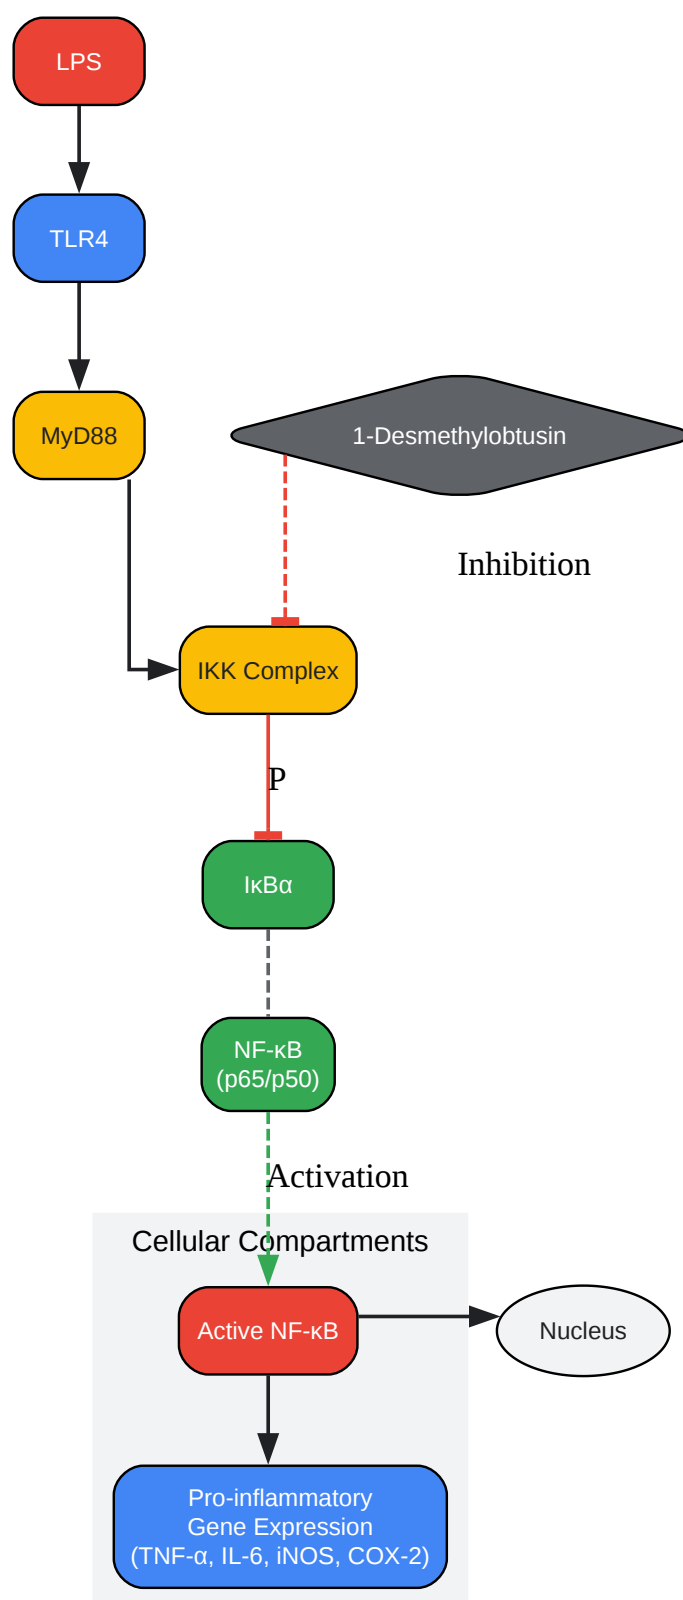 LPS
TLR4
MyD88
1-Desmethylobtusin
Inhibition
IKK Complex
P
IκBα
NF-κB
(p65/p50)
Activation
Cellular Compartments
Active NF-κB
Nucleus
Pro-inflammatory
Gene Expression
(TNF-α, IL-6, iNOS, COX-2)